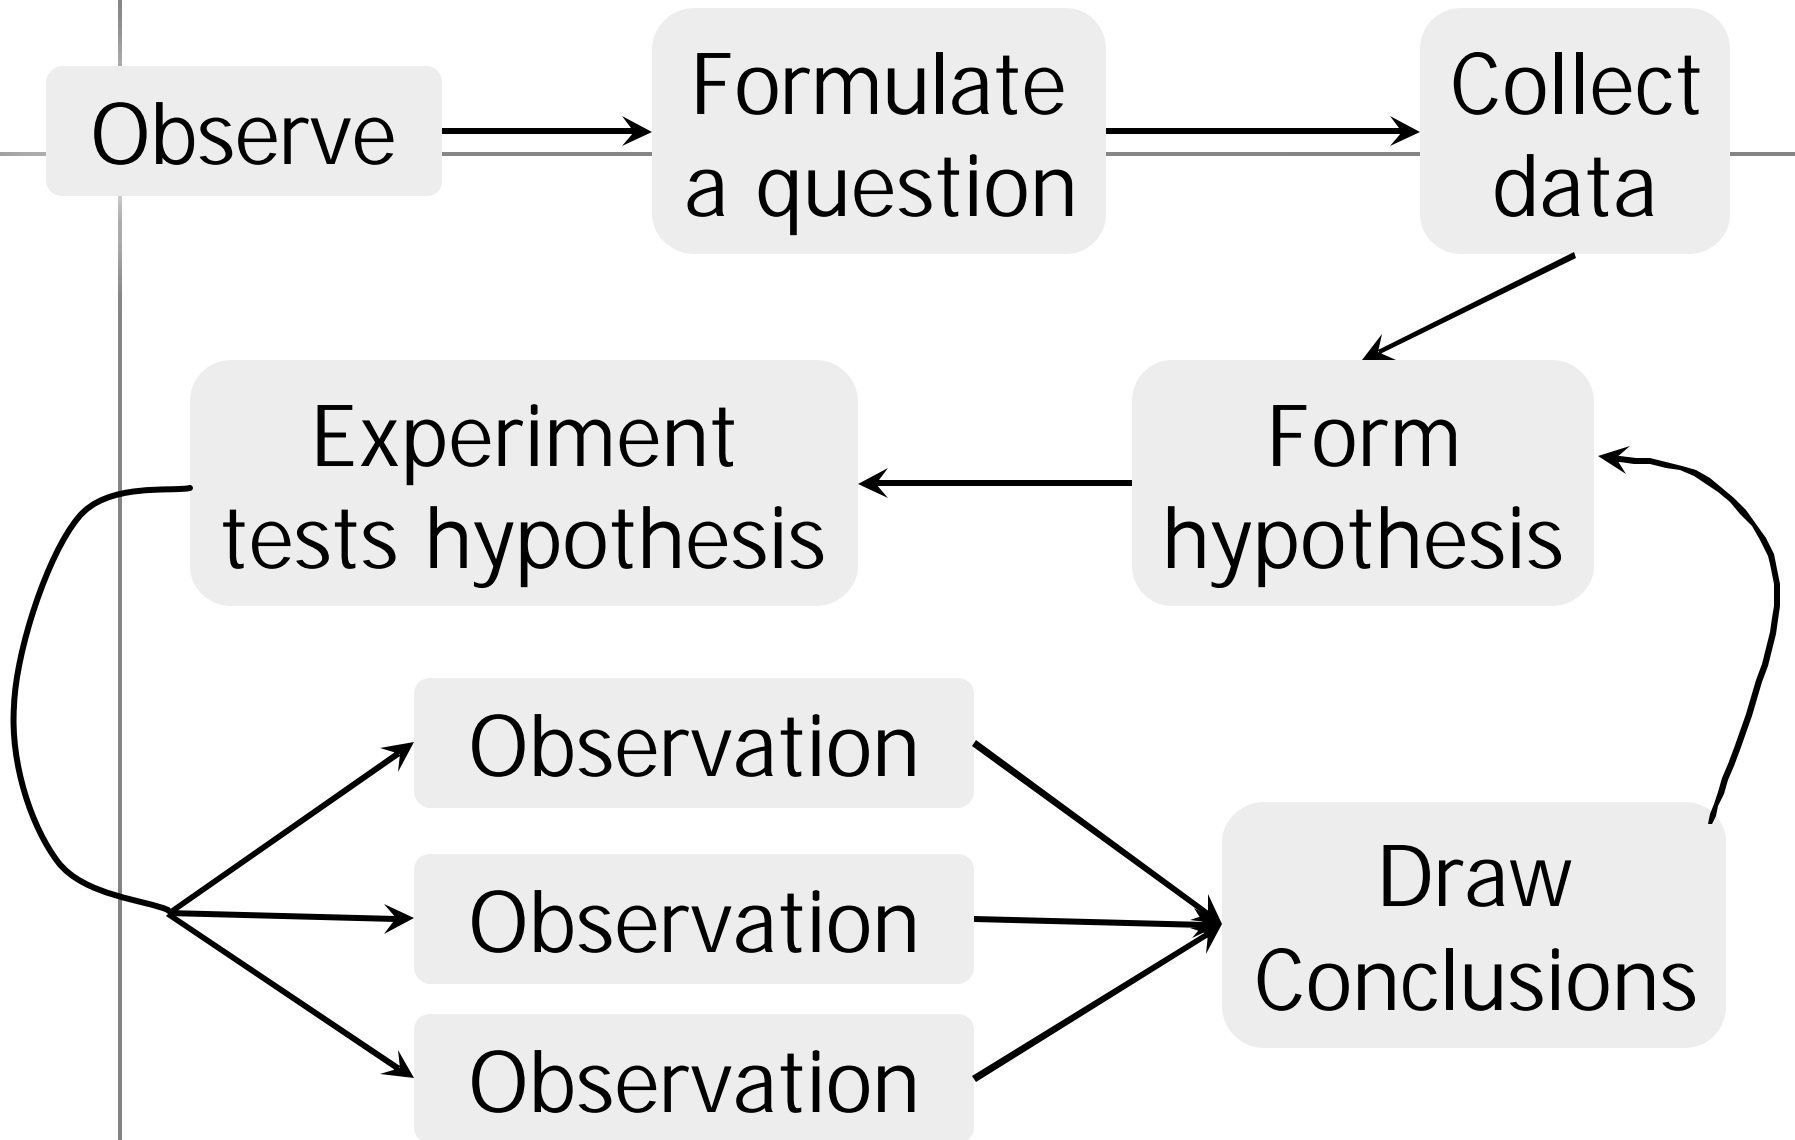 Observe
Formulate
a question
Collect
data
Form
hypothesis
Experiment
tests hypothesis
Observation
Observation
Observation
Draw
Conclusions